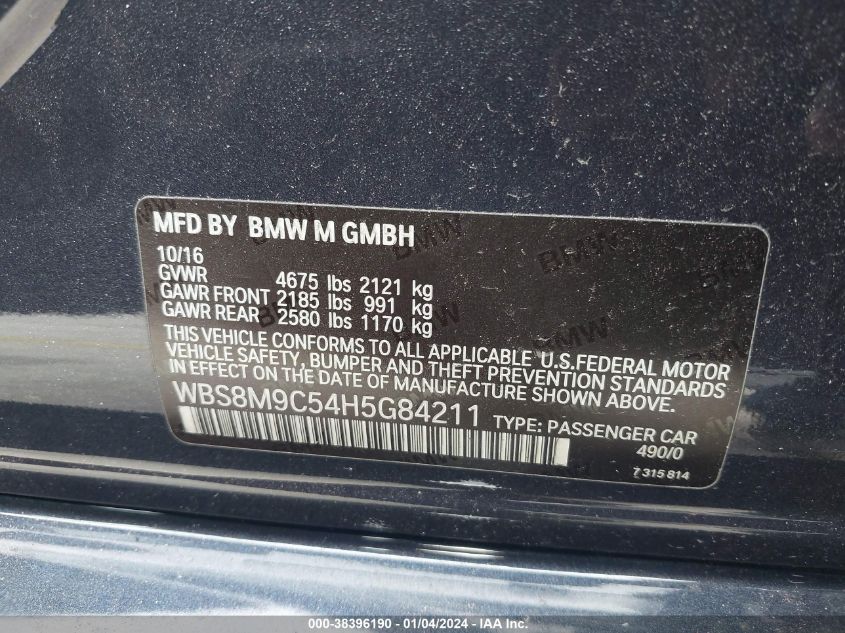 MFD BY BMW M GMBH
10/16
GVWR 4675 lbs 2121 kg
GAWR FRONT 2185 lbs 991 kg
GAWR REAR 2580 lbs 1170 kg
THIS VEHICLE CONFORMS TO ALL APPLICABLE U.S.FEDERAL MOTOR
VEHICLE SAFETY, BUMPER AND THEFT PREVENTION STANDARDS
IN EFFECT ON DATE OF MANUFACTURE SHOWN ABOVE.
WBS8M9C54H5G84211
TYPE: PASSENGER CAR
490/0
7 315 814
BMW
BMW
BMW
000-38396190 - 01/04/2024 - IAA Inc.